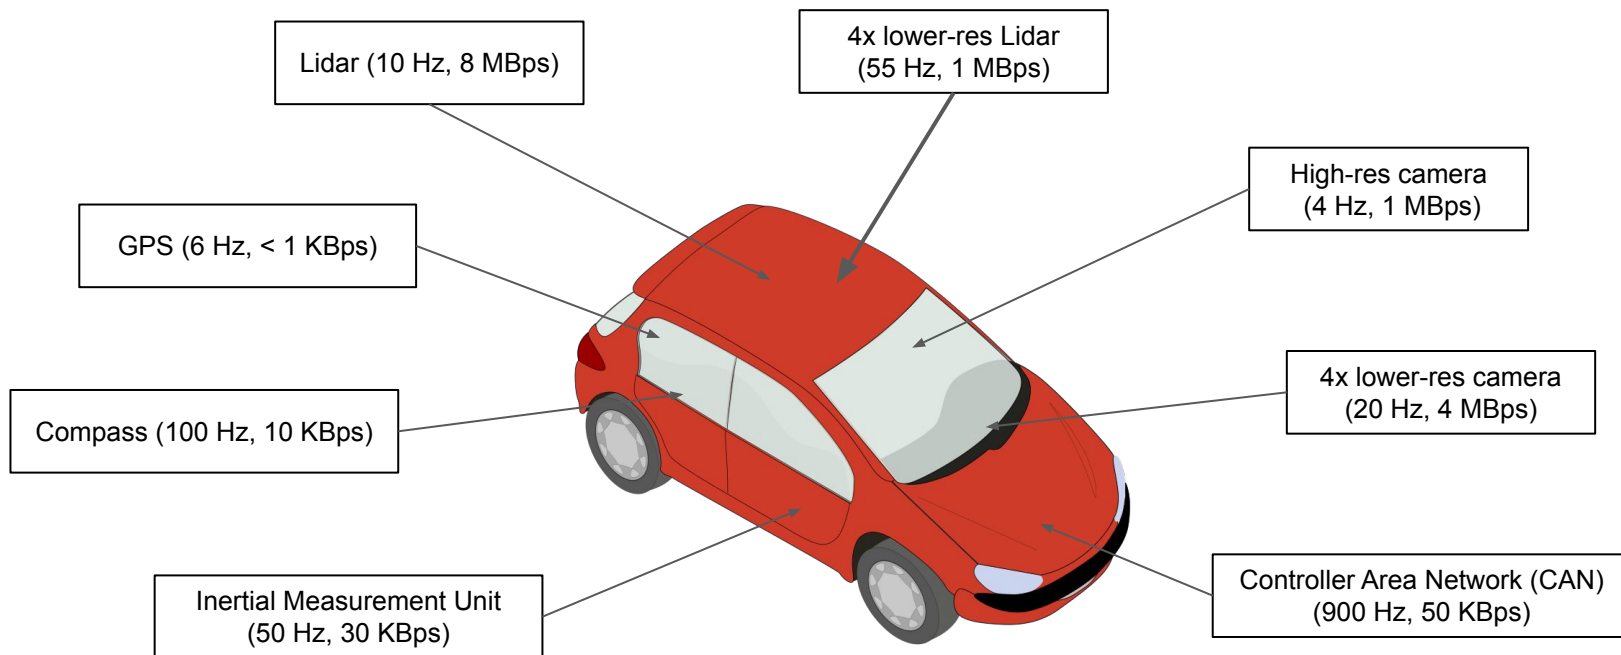 Lidar (10 Hz, 8 MBps)
4x lower-res Lidar
(55 Hz, 1 MBps)
High-res camera
(4 Hz, 1 MBps)
GPS (6 Hz, < 1 KBps)
4x lower-res camera
(20 Hz, 4 MBps)
Compass (100 Hz, 10 KBps)
Inertial Measurement Unit
(50 Hz, 30 KBps)
Controller Area Network (CAN)
(900 Hz, 50 KBps)